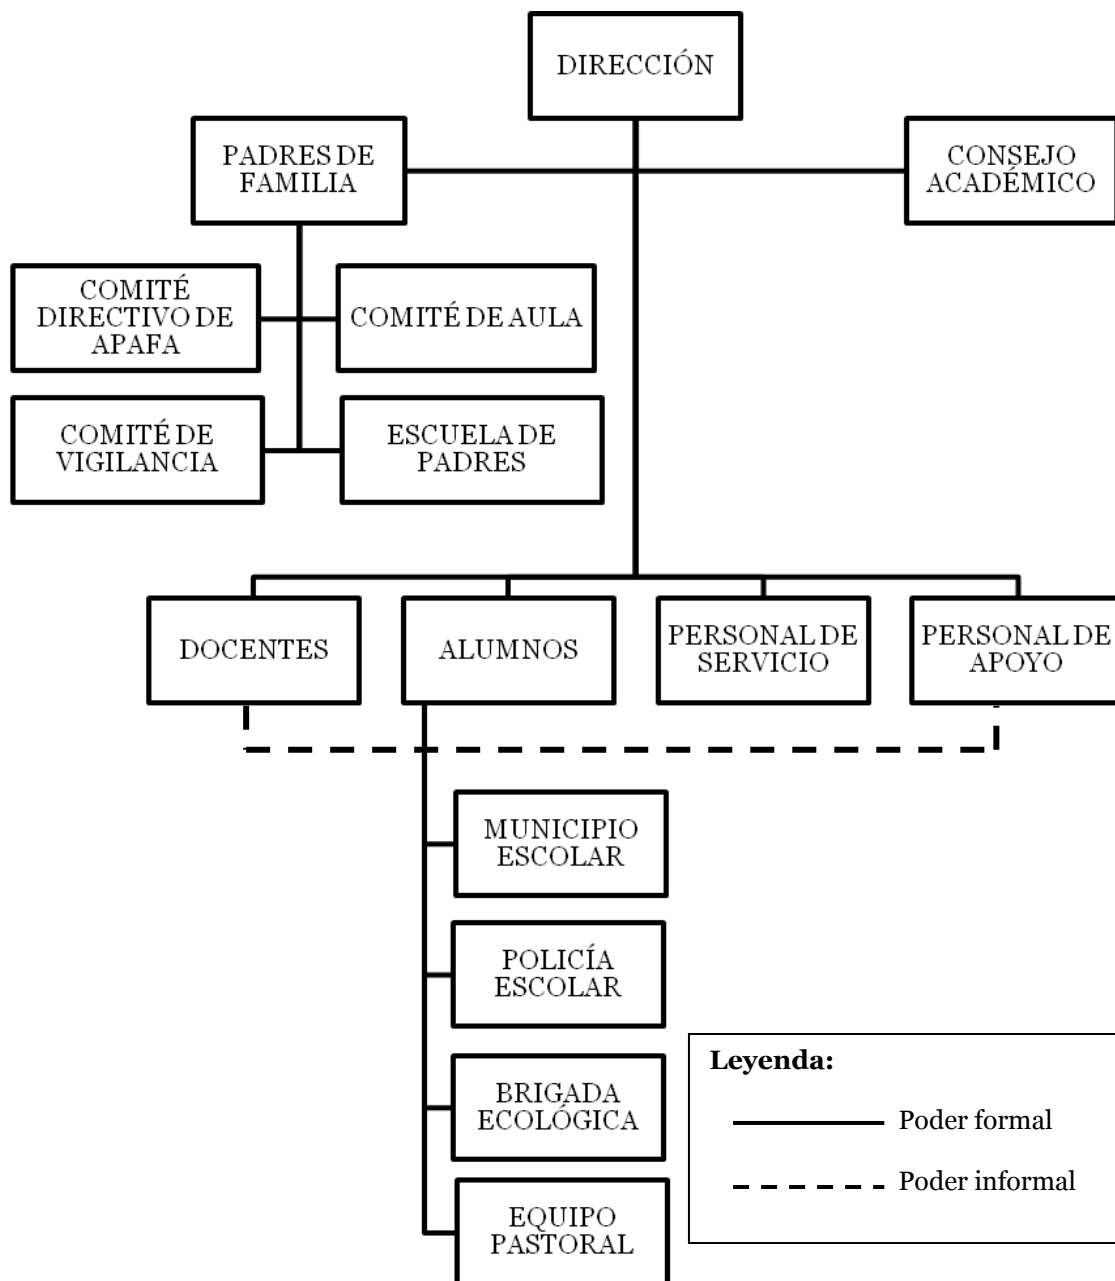 DIRECCIÓN
PADRES DE
FAMILIA
CONSEJO
ACADÉMICO
COMITÉ
DIRECTIVO DE
APAFA
COMITÉ DE AULA
COMITÉ DE
VIGILANCIA
ESCUELA DE
PADRES
DOCENTES
ALUMNOS
PERSONAL DE
SERVICIO
PERSONAL DE
APOYO
MUNICIPIO
ESCOLAR
POLICÍA
ESCOLAR
BRIGADA
ECOLÓGICA
EQUIPO
PASTORAL
Leyenda:
Poder formal
Poder informal